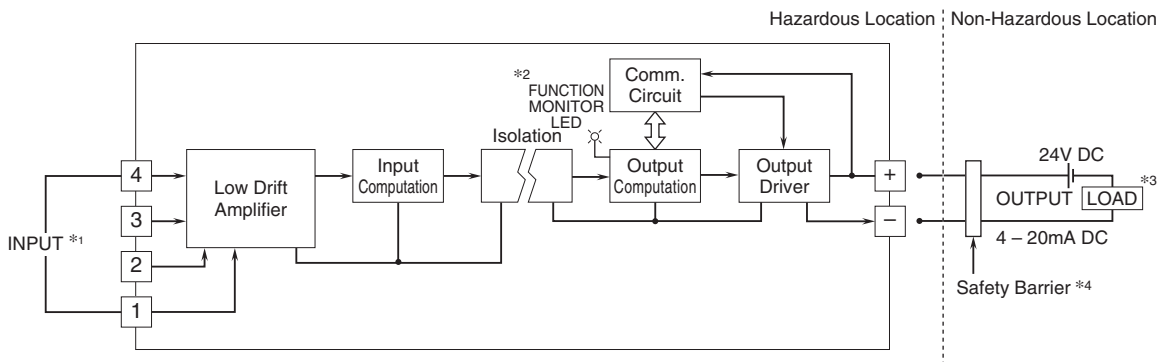 Hazardous Location
Non-Hazardous Location
*2
FUNCTION
MONITOR
LED
Comm.
Circuit
Isolation
4
3
INPUT *1
2
1
Low Drift
Amplifier
Input
Computation
Output
Computation
Output
Driver
+
–
24V DC
OUTPUT
LOAD
*3
4 – 20mA DC
Safety Barrier *4